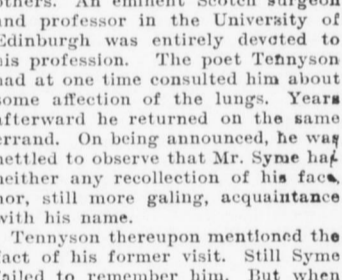 others. An eminent Scotch surgeon
and professor in the University of
Edinburgh was entirely devoted to
his profession. The poet Tennyson
had at one time consulted him about
some affection of the lungs. Years
afterward he returned on the same
errand. On being announced, he was
nettled to observe that Mr. Syme had
neither any recollection of his face,
nor, still more galing, acquaintance
with his name.
Tennyson thereupon mentioned the
fact of his former visit. Still Syme
failed to remember him. But when